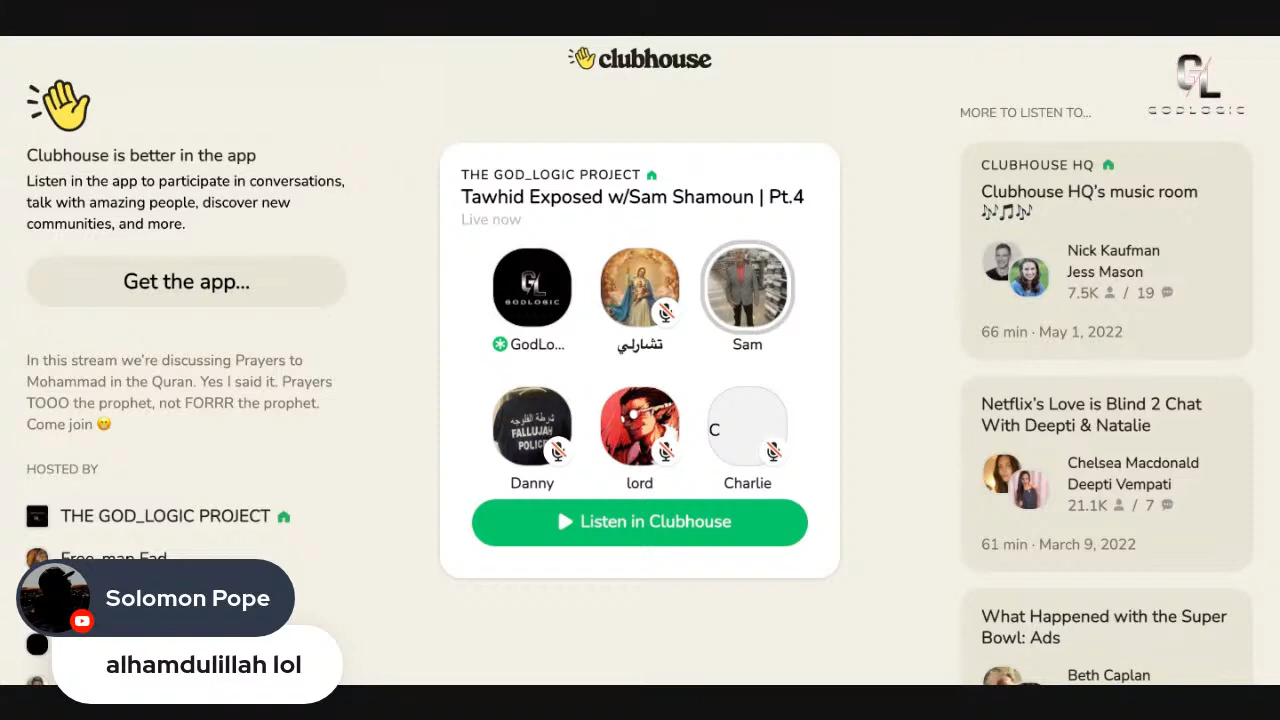 clubhouse
GL
GODLOGIC
Clubhouse is better in the app
Listen in the app to participate in conversations,
talk with amazing people, discover new
communities, and more.
Get the app...
In this stream we're discussing Prayers to
Mohammad in the Quran. Yes I said it. Prayers
TOOO the prophet, not FORRR the prophet.
Come join 😁
HOSTED BY
THE GOD_LOGIC PROJECT
Free-man Fad
Solomon Pope
alhamdulillah lol
THE GOD_LOGIC PROJECT
Tawhid Exposed w/Sam Shamoun | Pt.4
Live now
GL
GODLOGIC
GodLo...
تشارلي
Sam
شرطة الفلوجه
FALLUJAH
POLICE
Danny
lord
C
Charlie
Listen in Clubhouse
MORE TO LISTEN TO...
CLUBHOUSE HQ
Clubhouse HQ's music room
🎶🎵🎶
Nick Kaufman
Jess Mason
7.5K / 19
66 min · May 1, 2022
Netflix's Love is Blind 2 Chat
With Deepti & Natalie
Chelsea Macdonald
Deepti Vempati
21.1K / 7
61 min · March 9, 2022
What Happened with the Super
Bowl: Ads
Beth Caplan